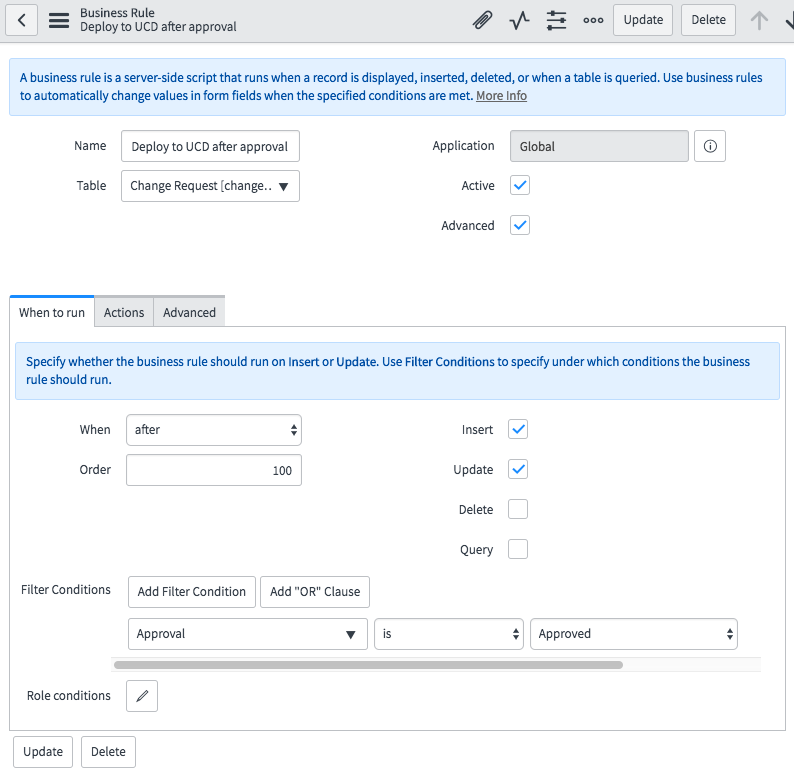 Business Rule
Deploy to UCD after approval
Update
Delete
A business rule is a server-side script that runs when a record is displayed, inserted, deleted, or when a table is queried. Use business rules
to automatically change values in form fields when the specified conditions are met. More Info
Name
Deploy to UCD after approval
Application
Global
Table
Change Request [change..
Active
Advanced
When to run
Actions
Advanced
Specify whether the business rule should run on Insert or Update. Use Filter Conditions to specify under which conditions the business
rule should run.
When
after
Insert
Order
100
Update
Delete
Query
Filter Conditions
Add Filter Condition
Add "OR" Clause
Approval
is
Approved
Role conditions
Update
Delete